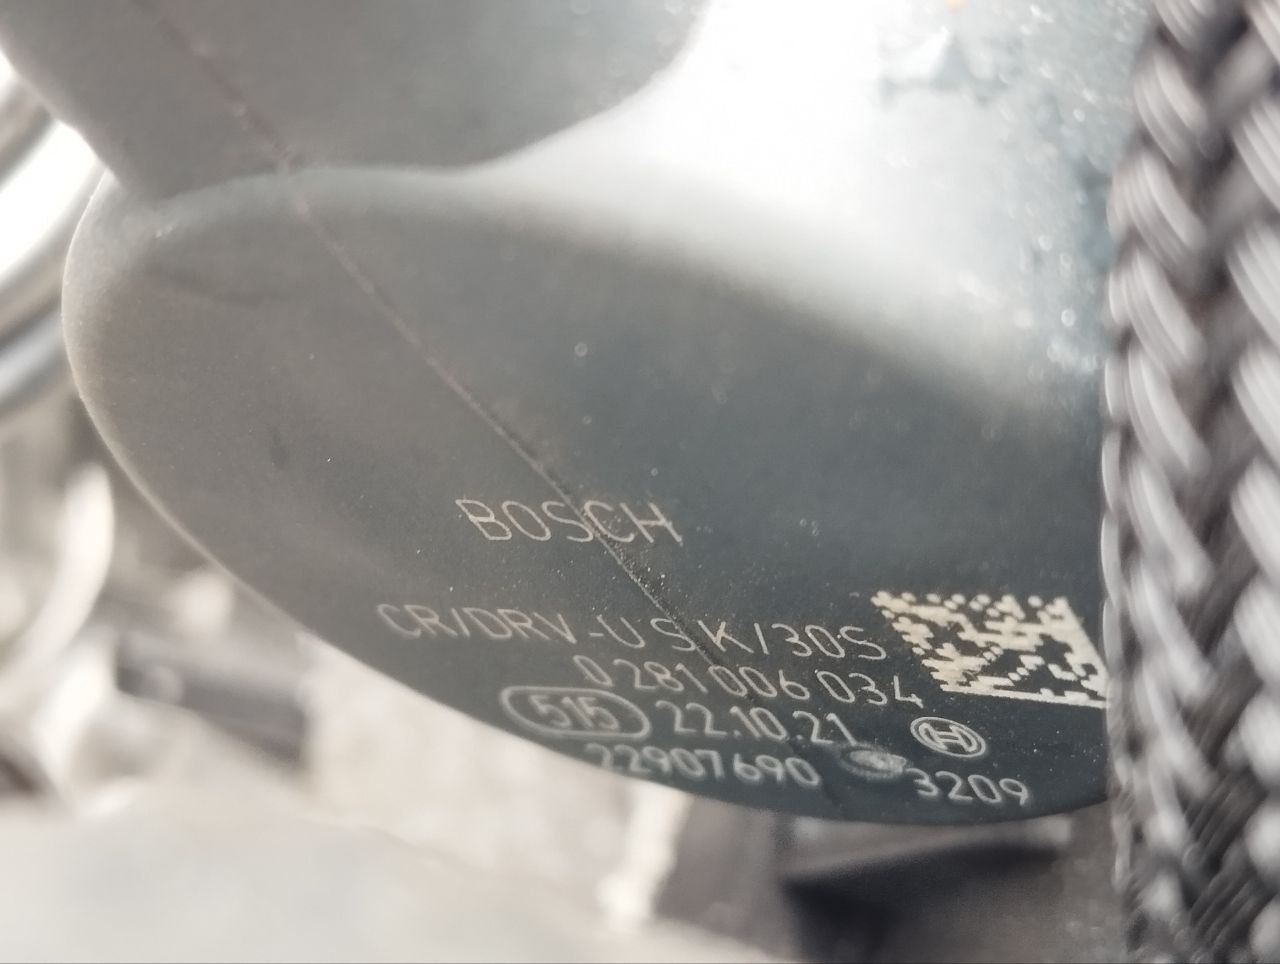 BOSCH
CR/DRV-USK/30S
0 281 006 034
515 22.10.21
22907690 3209